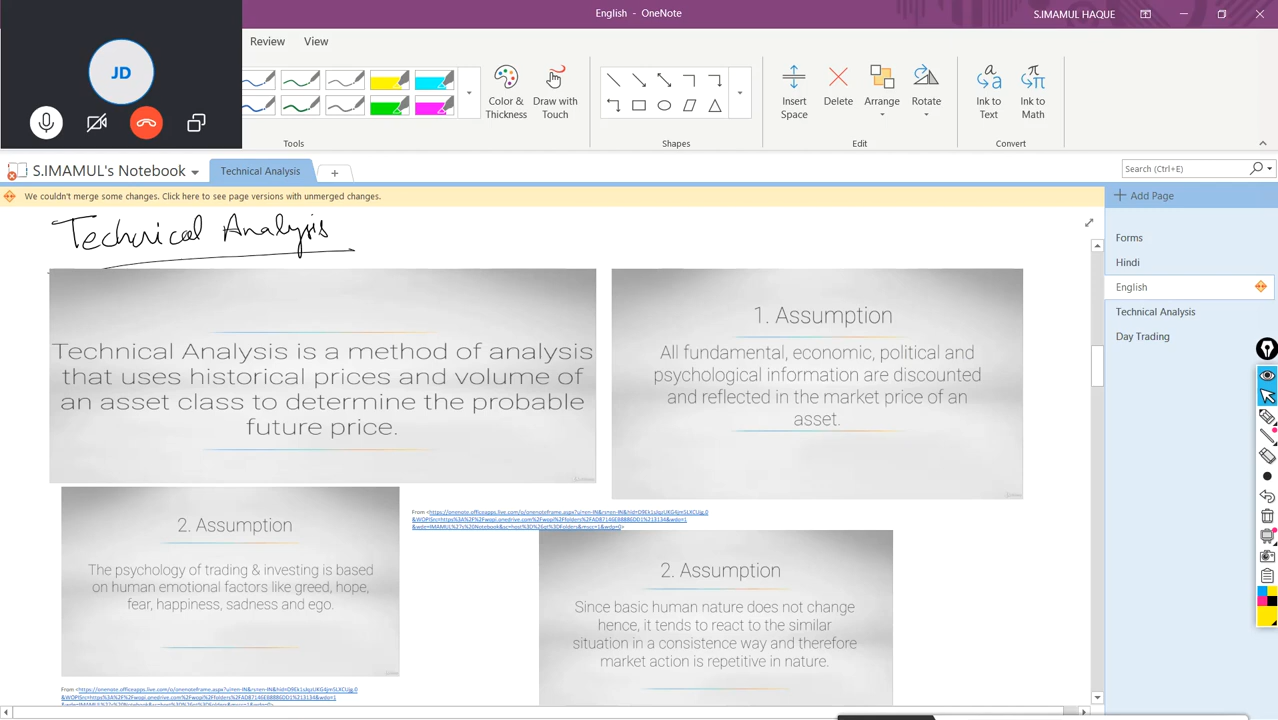 English - OneNote
S.IMAMUL HAQUE
JD
Review
View
Color & Thickness
Draw with Touch
Insert Space
Delete
Arrange
Rotate
Ink to Text
Ink to Math
Tools
Shapes
Edit
Convert
S.IMAMUL's Notebook
Technical Analysis
Search (Ctrl+E)
We couldn't merge some changes. Click here to see page versions with unmerged changes.
Add Page
Forms
Hindi
English
Technical Analysis
Day Trading
Technical Analysis
Technical Analysis is a method of analysis
that uses historical prices and volume of
an asset class to determine the probable
future price.
1. Assumption
All fundamental, economic, political and
psychological information are discounted
and reflected in the market price of an
asset.
2. Assumption
The psychology of trading & investing is based
on human emotional factors like greed, hope,
fear, happiness, sadness and ego.
2. Assumption
Since basic human nature does not change
hence, it tends to react to the similar
situation in a consistence way and therefore
market action is repetitive in nature.